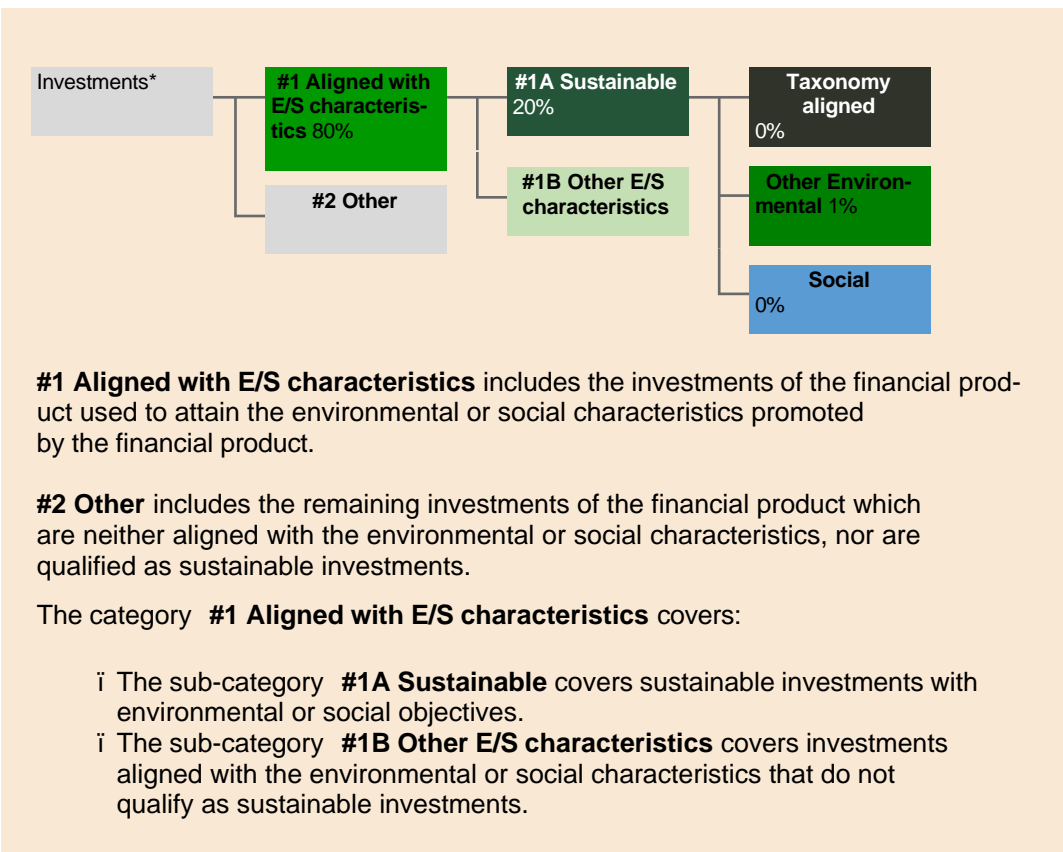 Investments*
#1 Aligned with
E/S characteris-
tics 80%
#2 Other
#1A Sustainable
20%
#1B Other E/S
characteristics
Taxonomy
aligned
0%
Other Environ-
mental 1%
Social
0%
#1 Aligned with E/S characteristics includes the investments of the financial prod-
uct used to attain the environmental or social characteristics promoted
by the financial product.
#2 Other includes the remaining investments of the financial product which
are neither aligned with the environmental or social characteristics, nor are
qualified as sustainable investments.
The category #1 Aligned with E/S characteristics covers:
ï The sub-category #1A Sustainable covers sustainable investments with
environmental or social objectives.
ï The sub-category #1B Other E/S characteristics covers investments
aligned with the environmental or social characteristics that do not
qualify as sustainable investments.